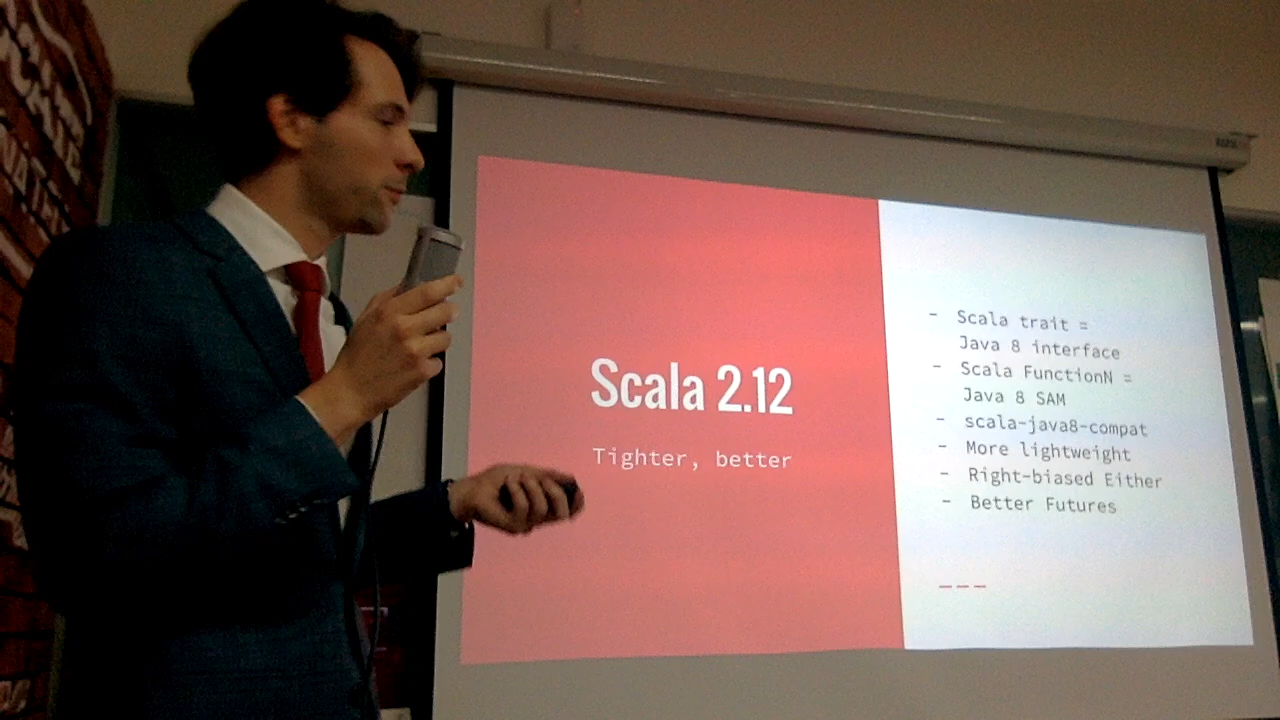 Scala 2.12
Tighter, better
- Scala trait =
Java 8 interface
- Scala FunctionN =
Java 8 SAM
- scala-java8-compat
- More lightweight
- Right-biased Either
- Better Futures